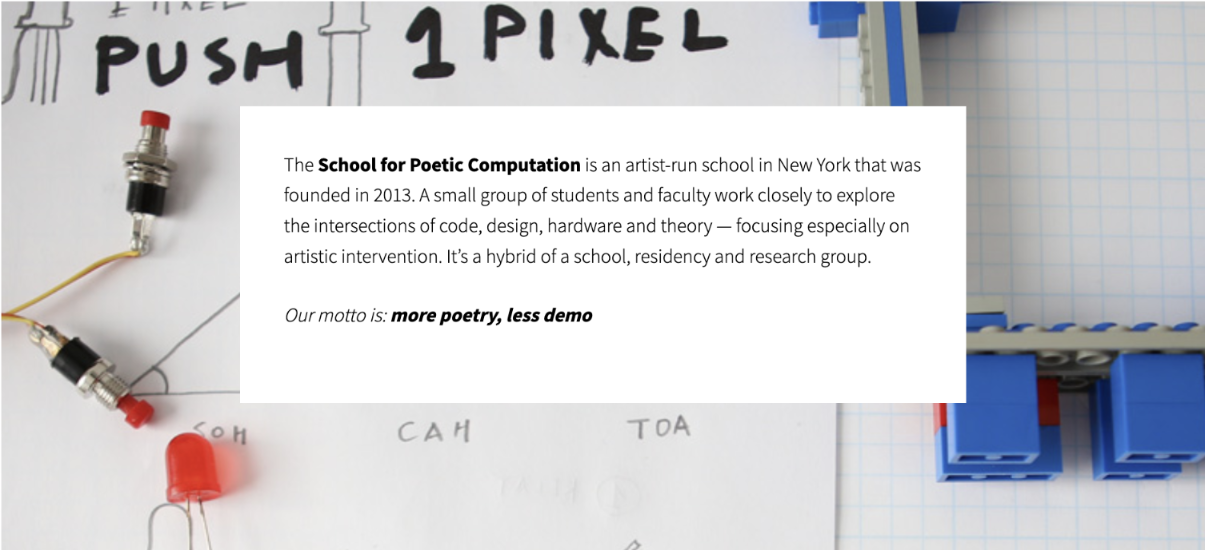 1 PIXEL
PUSH
1 PIXEL
The School for Poetic Computation is an artist-run school in New York that was
founded in 2013. A small group of students and faculty work closely to explore
the intersections of code, design, hardware and theory — focusing especially on
artistic intervention. It’s a hybrid of a school, residency and research group.
Our motto is: more poetry, less demo
SOH
CAH
TOA